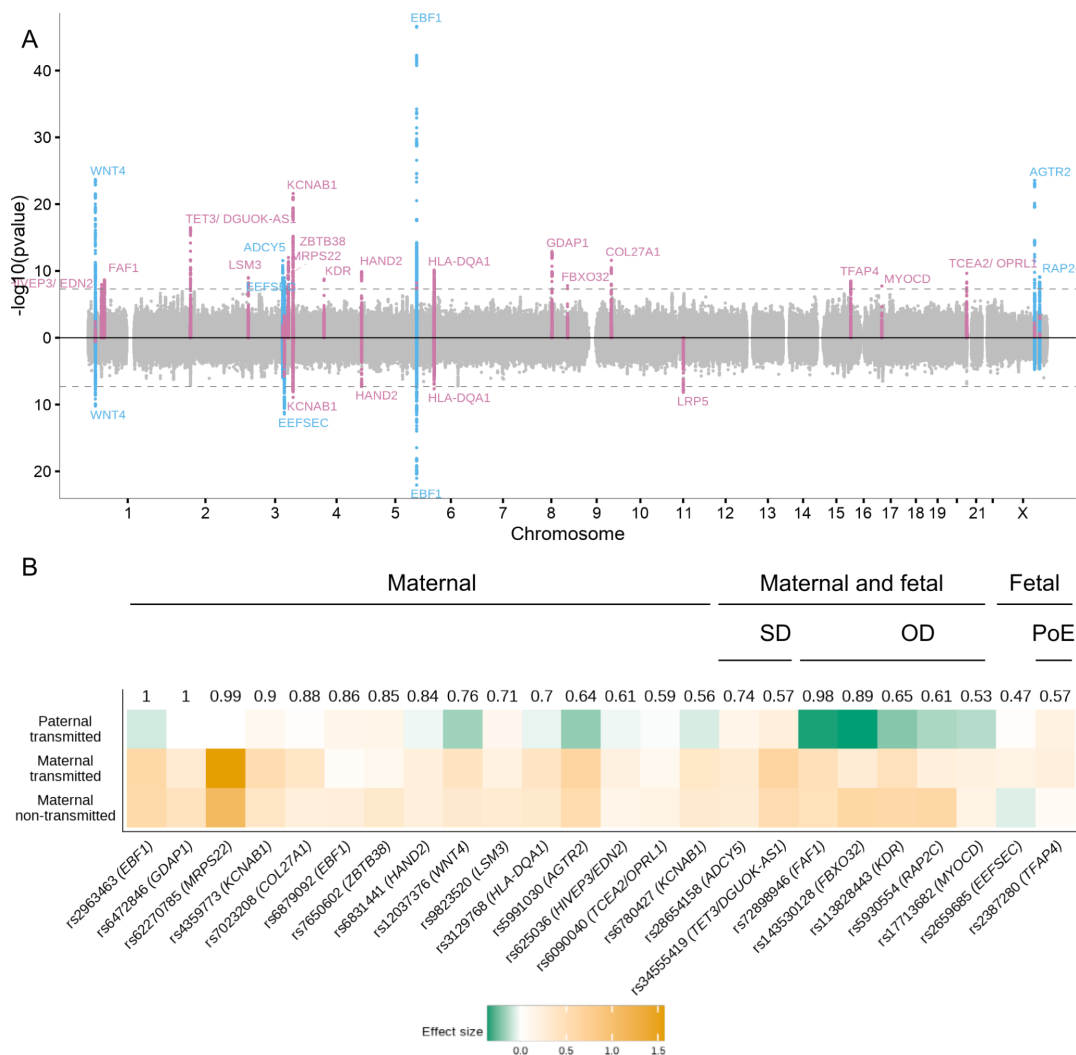 A
EBF1
40
30
WNT4
AGTR2
20
KCNAB1
TET3/ DGUOK-AS1
ZBTB38
ADCY5
MRPS22
GDAP1
COL27A1
FAF1
LSM3
KDR
HAND2
HLA-DQA1
FBXO32
TFAP4
MYOCD
TCEA2/ OPRL1
10
EDN2
EEFSEC
0
10
WNT4
KCNAB1
EEFSEC
HAND2
HLA-DQA1
LRP5
20
EBF1
-log10(pvalue)
1 2 3 4 5 6 7 8 9 10 11 12 13 14 15 16 17 18 19 21 X
Chromosome
B
Maternal
Maternal and fetal
Fetal
SD
OD
PoE
1 1 0.99 0.9 0.88 0.86 0.85 0.84 0.76 0.71 0.7 0.64 0.61 0.59 0.56 0.74 0.57 0.98 0.89 0.65 0.61 0.53 0.47 0.57
Paternal
transmitted
Maternal
transmitted
Maternal
non-transmitted
rs2963463 (EBF1)
rs6472846 (GDAP1)
rs62270785 (MRPS22)
rs4359773 (KCNAB1)
rs7023208 (COL27A1)
rs6879092 (EBF1)
rs7650602 (ZBTB38)
rs6831441 (HAND2)
rs12037376 (WNT4)
rs9823520 (LSM3)
rs3129768 (HLA-DQA1)
rs5991030 (AGTR2)
rs625036 (HIVEP3/EDN2)
rs6090040 (TCEA2/OPRL1)
rs6780427 (KCNAB1)
rs28654158 (ADCY5)
rs34555419 (TET3/DGUOK-AS1)
rs72898946 (FAF1)
rs143530128 (FBXO32)
rs11382844​3 (KDR)
rs5930554 (RAP2C)
rs17713682 (MYOCD)
rs2659685 (EEFSEC)
rs2387280 (TFAP4)
Effect size
0.0 0.5 1.0 1.5